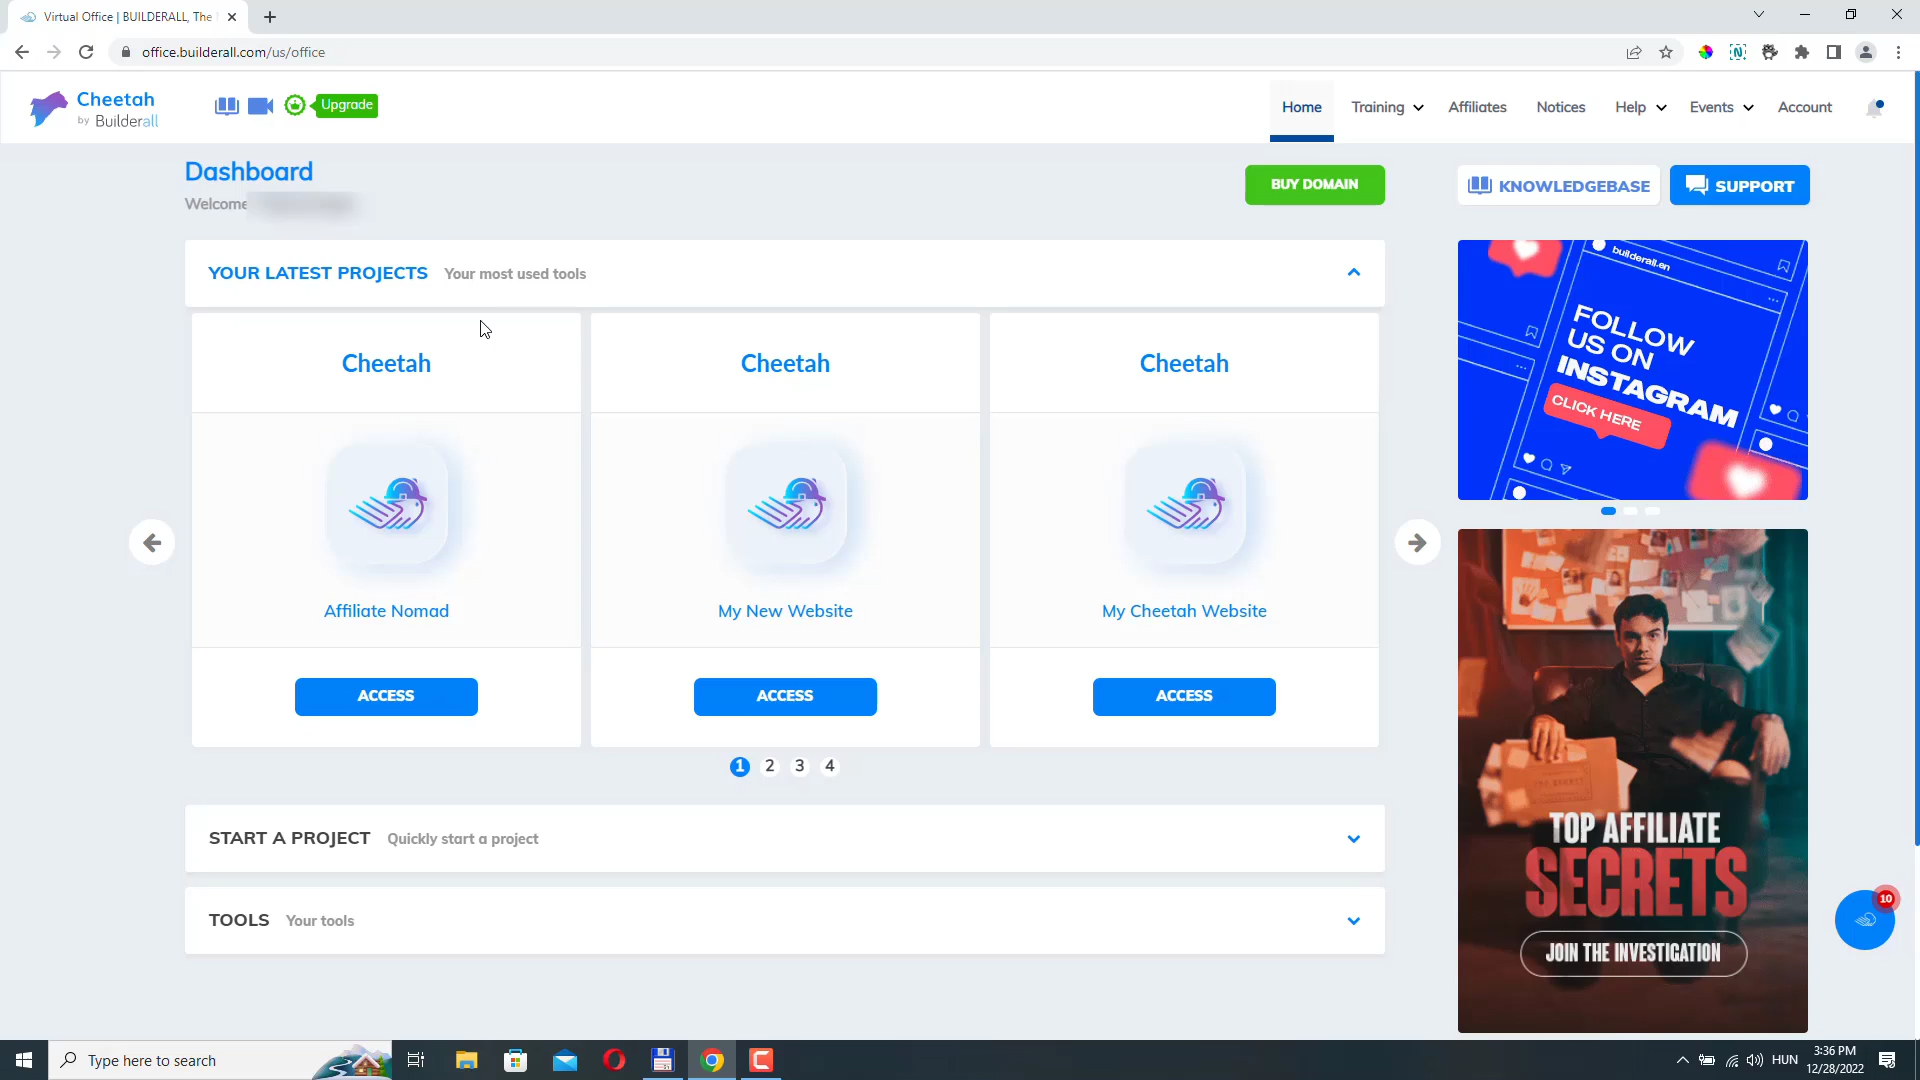 Virtual Office | BUILDERALL, The
office.builderall.com/us/office
Cheetah
by Builderall
Upgrade
Home
Training
Affiliates
Notices
Help
Events
Account
Dashboard
Welcome
BUY DOMAIN
KNOWLEDGEBASE
SUPPORT
YOUR LATEST PROJECTS Your most used tools
Cheetah
Affiliate Nomad
ACCESS
Cheetah
My New Website
ACCESS
Cheetah
My Cheetah Website
ACCESS
1 2 3 4
START A PROJECT Quickly start a project
TOOLS Your tools
builderall.en
FOLLOW
US ON
INSTAGRAM
CLICK HERE
TOP AFFILIATE
SECRETS
JOIN THE INVESTIGATION
10
Type here to search
HUN
3:36 PM
12/28/2022